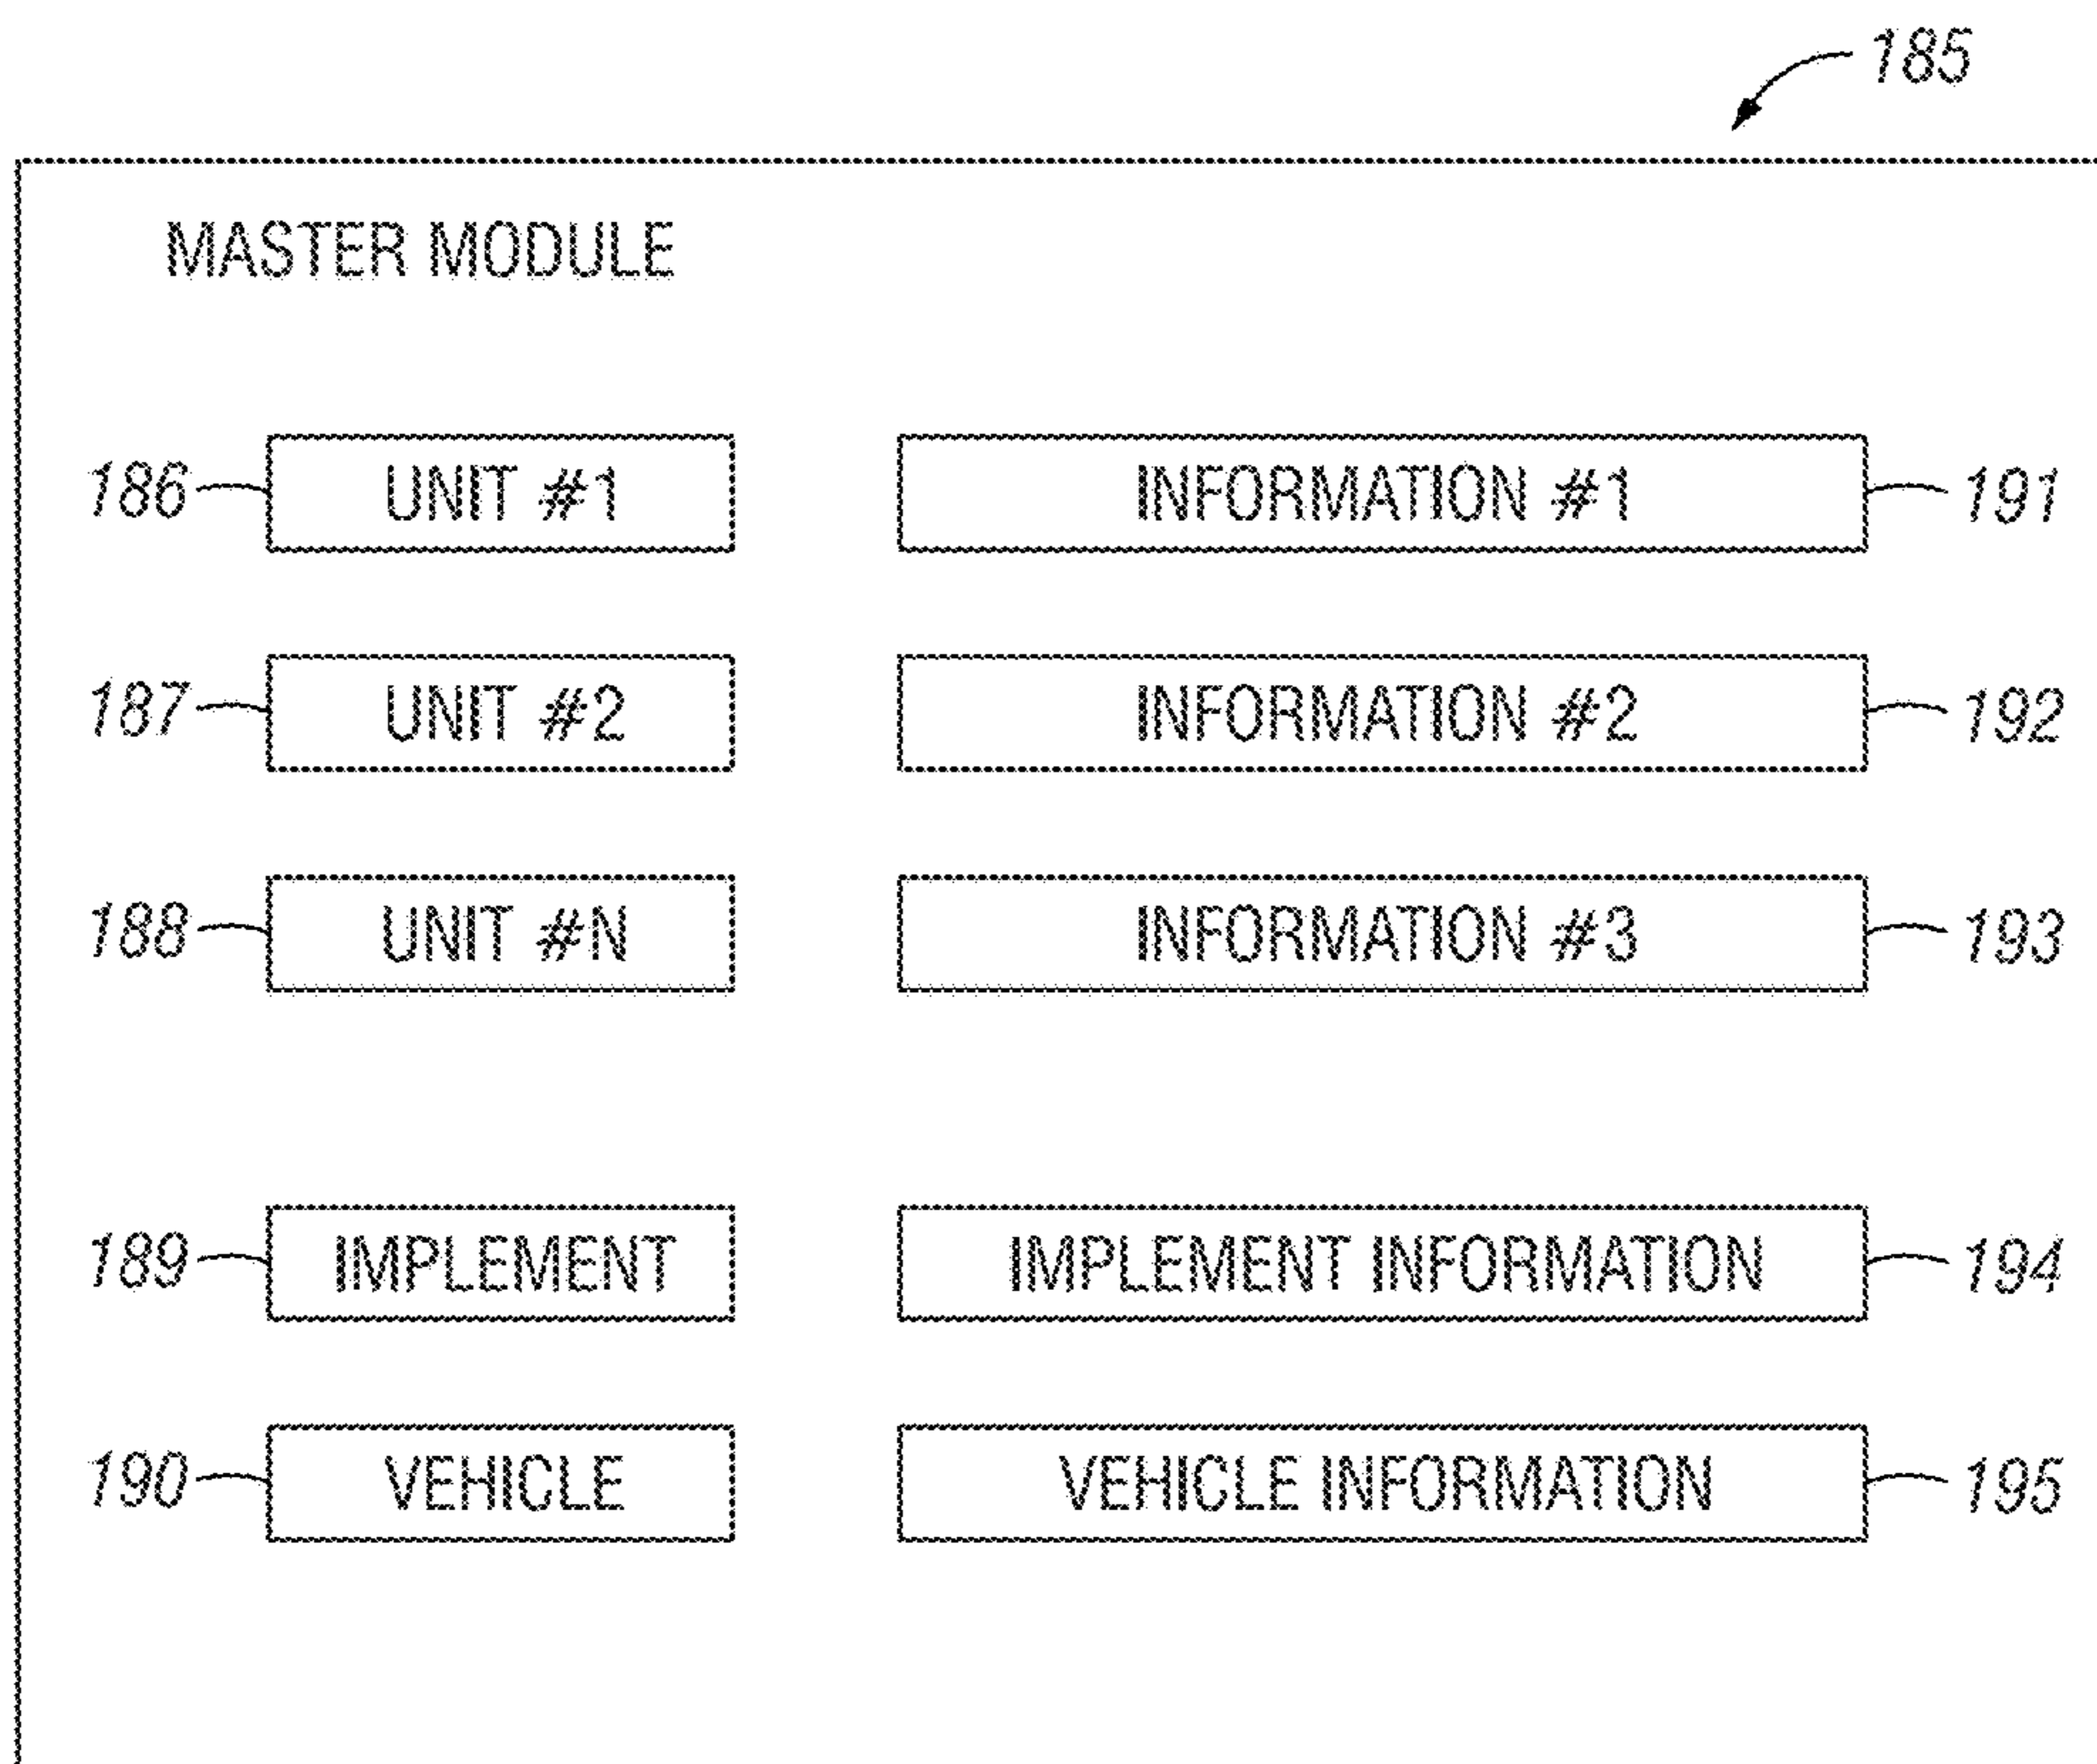 185
MASTER MODULE
186 UNIT #1 INFORMATION #1 191
187 UNIT #2 INFORMATION #2 192
188 UNIT #N INFORMATION #3 193
189 IMPLEMENT IMPLEMENT INFORMATION 194
190 VEHICLE VEHICLE INFORMATION 195